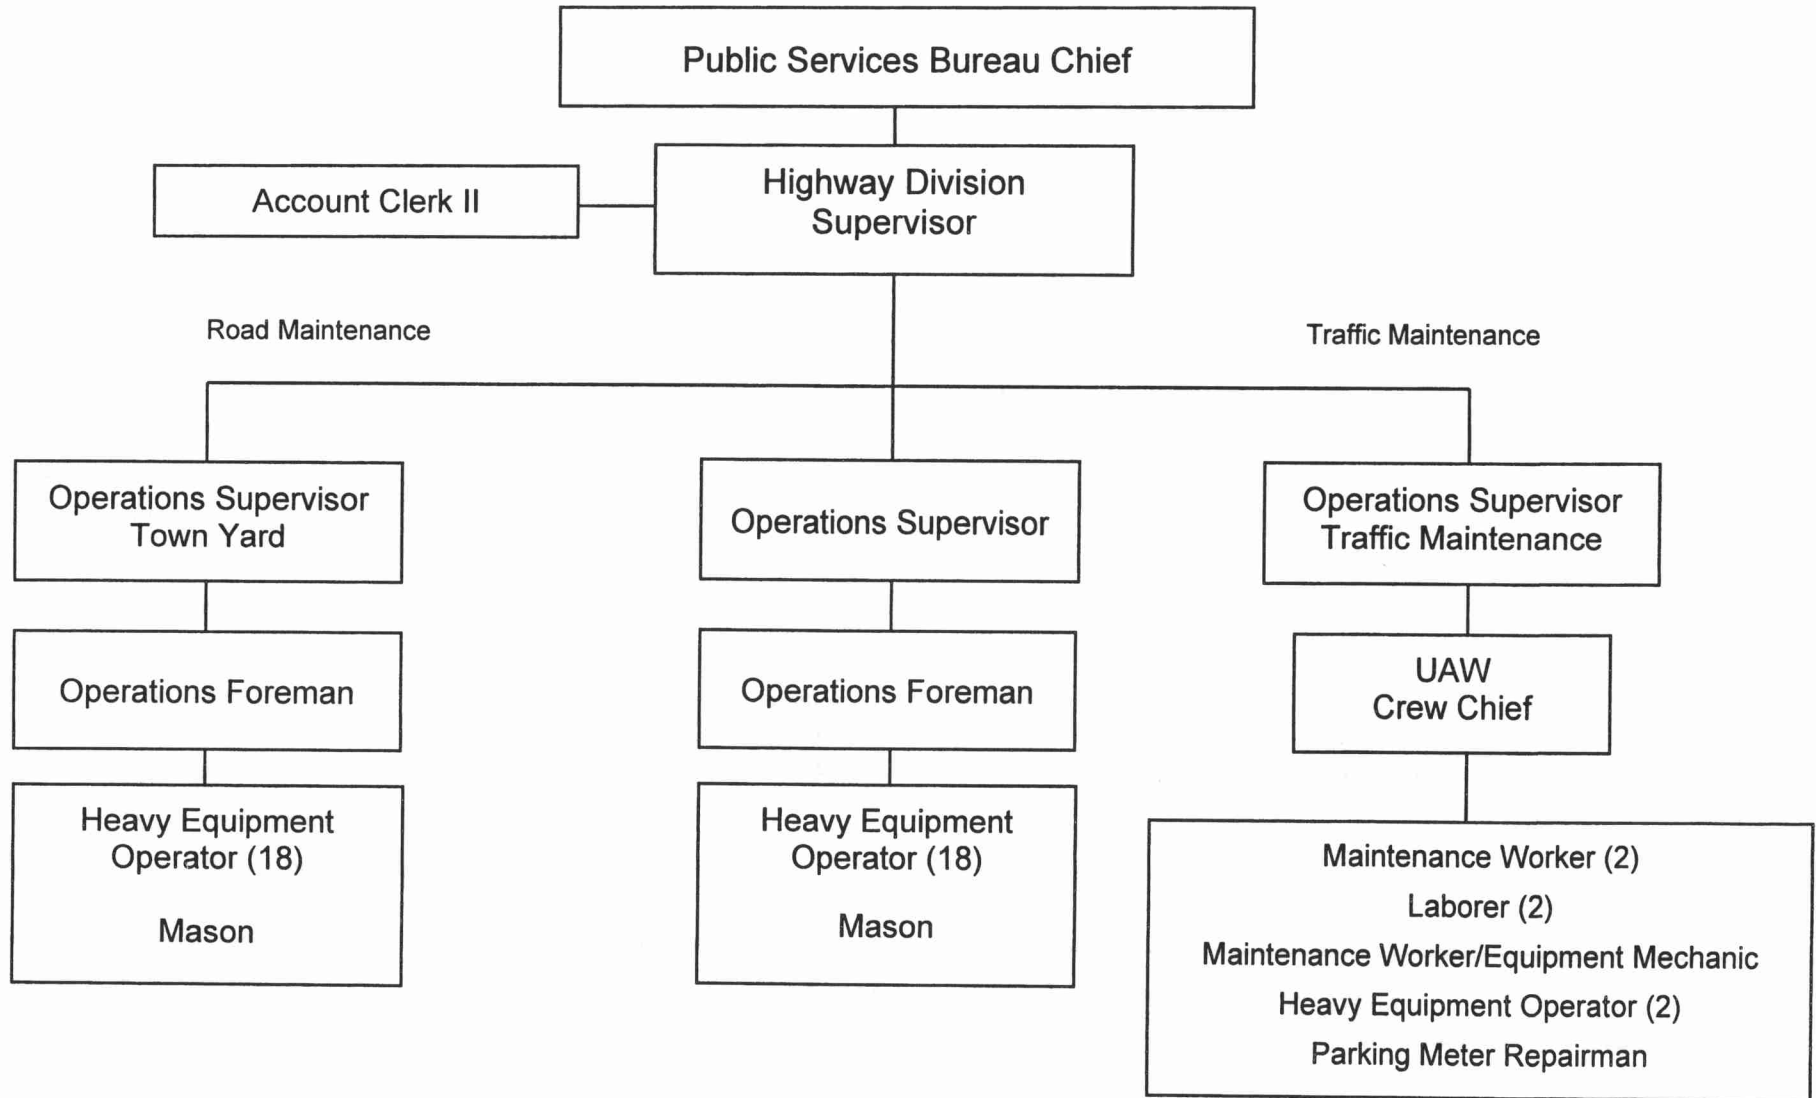 Public Services Bureau Chief
Account Clerk II
Highway Division
Supervisor
Road Maintenance
Traffic Maintenance
Operations Supervisor
Town Yard
Operations Foreman
Heavy Equipment
Operator (18)
Mason
Operations Supervisor
Operations Foreman
Heavy Equipment
Operator (18)
Mason
Operations Supervisor
Traffic Maintenance
UAW
Crew Chief
Maintenance Worker (2)
Laborer (2)
Maintenance Worker/Equipment Mechanic
Heavy Equipment Operator (2)
Parking Meter Repairman